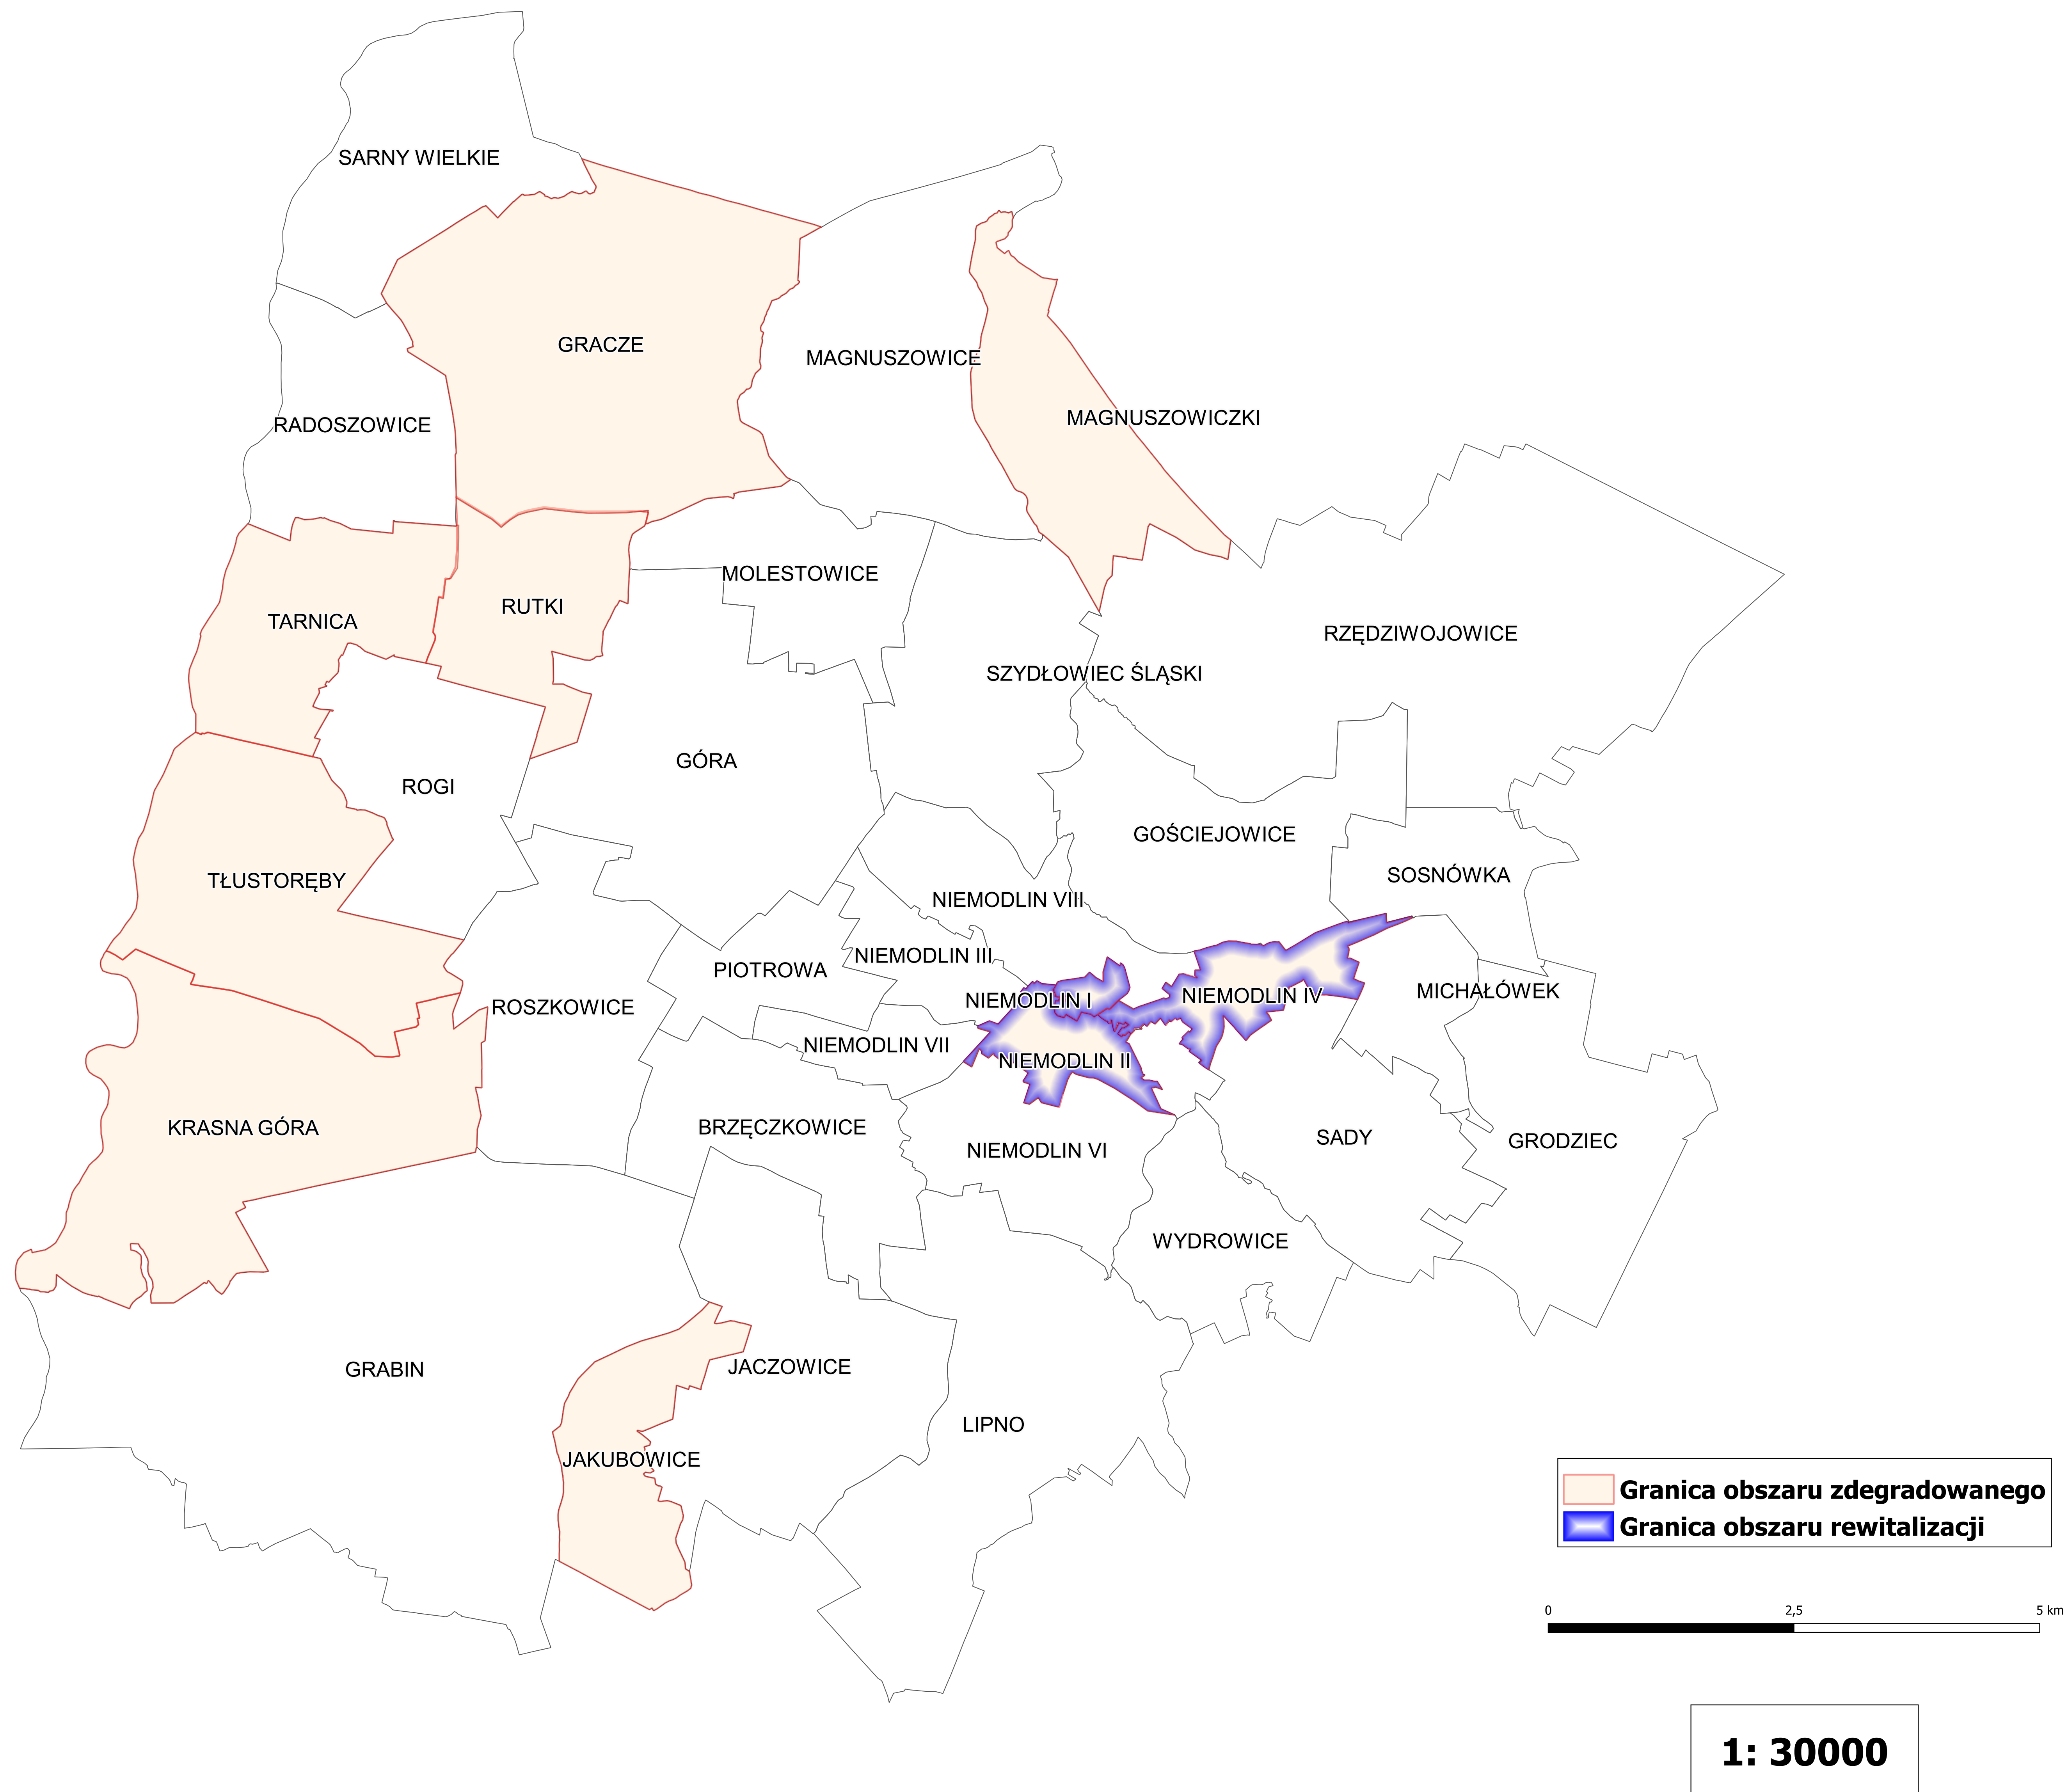 SARNY WIELKIE
GRACZE
MAGNUSZOWICE
MAGNUSZOWICZKI
RADOSZOWICE
MOLESTOWICE
RUTKI
TARNICA
RZĘDZIWOJOWICE
SZYDŁOWIEC ŚLĄSKI
GÓRA
ROGI
GOŚCIEJOWICE
SOSNÓWKA
TŁUSTORĘBY
NIEMODLIN VIII
NIEMODLIN III
PIOTROWA
MICHAŁÓWEK
NIEMODLIN IV
NIEMODLIN I
ROSZKOWICE
NIEMODLIN VII
NIEMODLIN II
KRASNA GÓRA
BRZĘCZKOWICE
SADY
GRODZIEC
NIEMODLIN VI
WYDROWICE
GRABIN
JACZOWICE
LIPNO
JAKUBOWICE
Granica obszaru zdegradowanego
Granica obszaru rewitalizacji
0 2,5 5 km
1: 30000